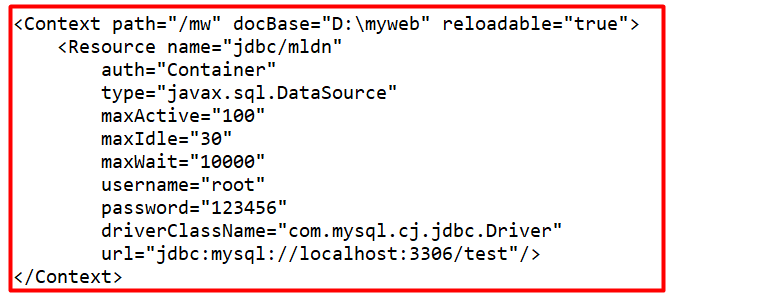 <Context path="/mw" docBase="D:\myweb" reloadable="true">
<Resource name="jdbc/mldn"
auth="Container"
type="javax.sql.DataSource"
maxActive="100"
maxIdle="30"
maxWait="10000"
username="root"
password="123456"
driverClassName="com.mysql.cj.jdbc.Driver"
url="jdbc:mysql://localhost:3306/test"/>
</Context>